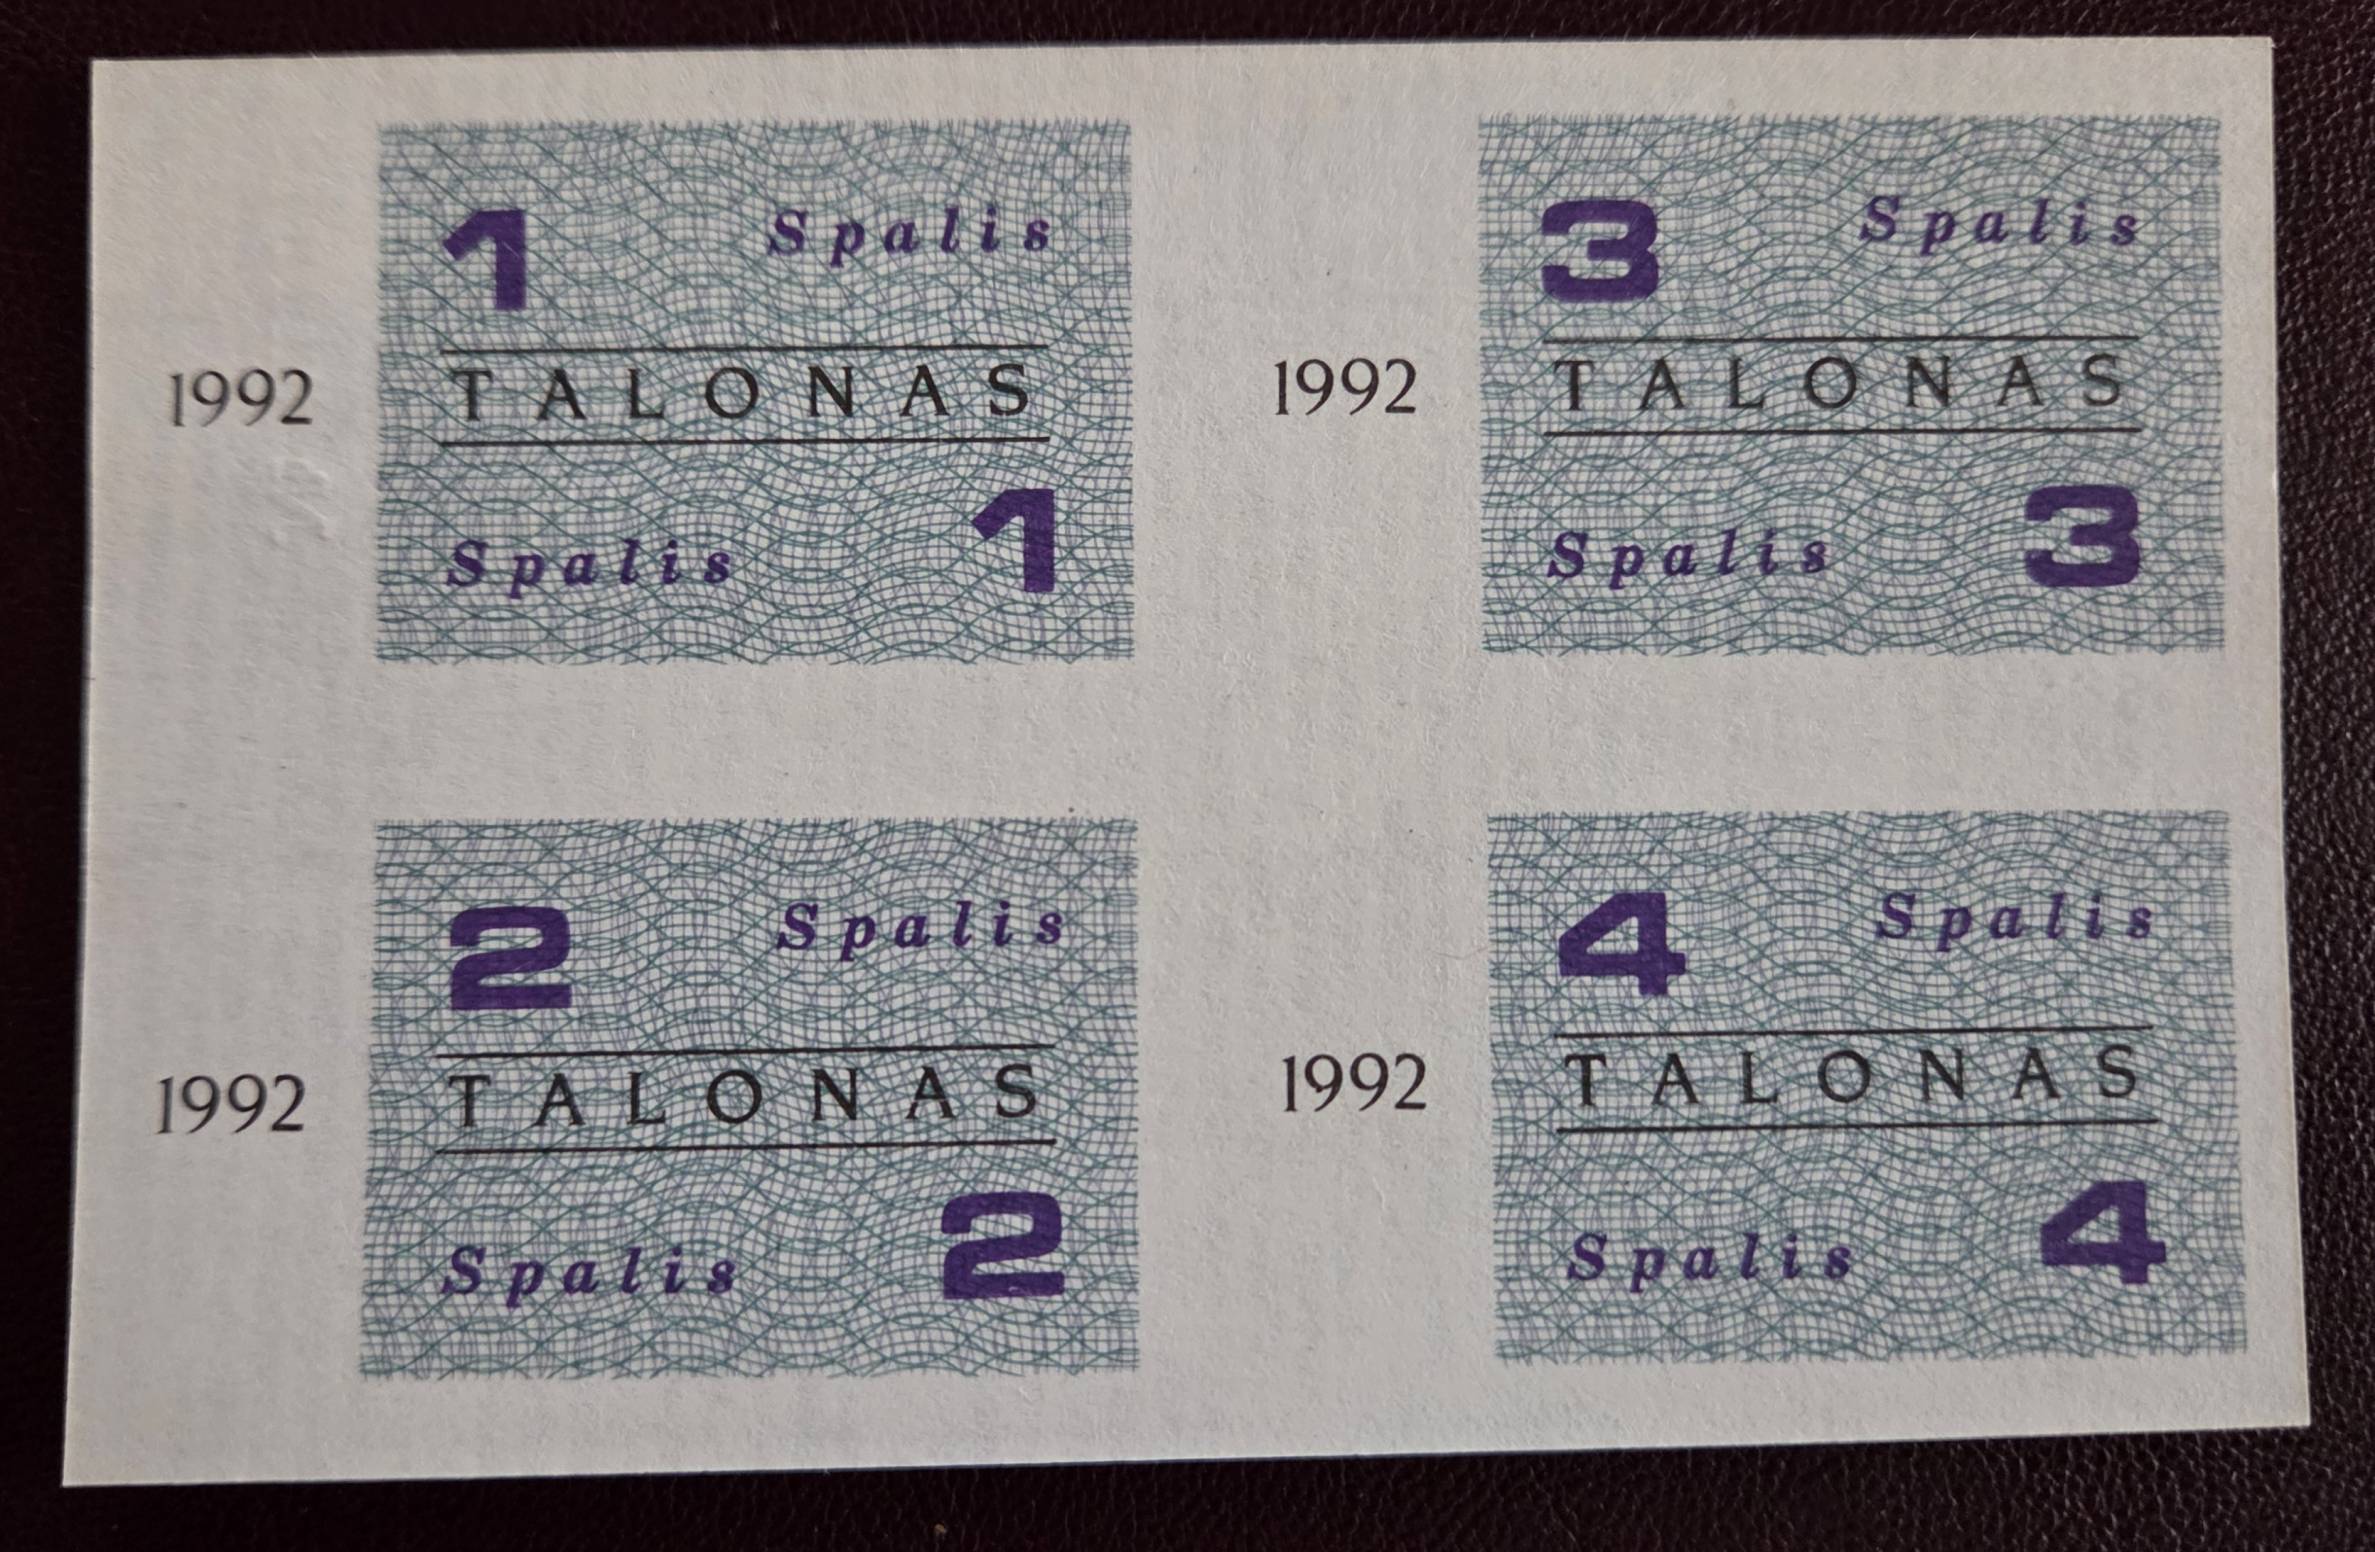 1 Spalis
1992 TALONAS
Spalis 1
3 Spalis
1992 TALONAS
Spalis 3
2 Spalis
1992 TALONAS
Spalis 2
4 Spalis
1992 TALONAS
Spalis 4